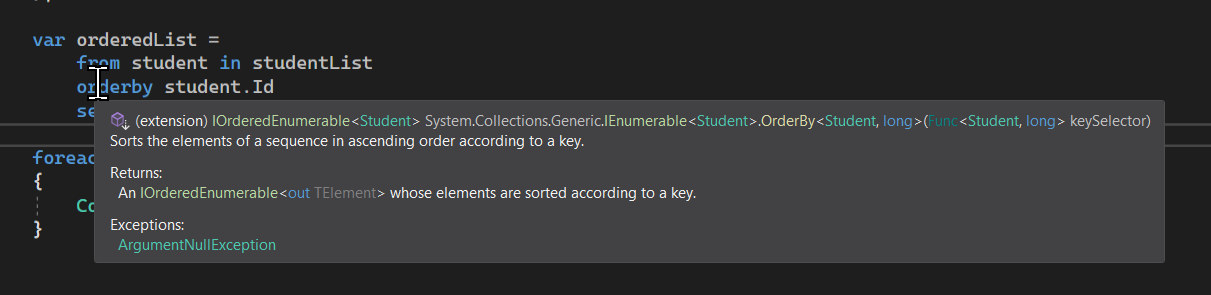 var orderedList =
from student in studentList
orderby student.Id
se
(extension) IOrderedEnumerable<Student> System.Collections.Generic.IEnumerable<Student>.OrderBy<Student, long>(Func<Student, long> keySelector)
Sorts the elements of a sequence in ascending order according to a key.
Returns:
An IOrderedEnumerable<out TElement> whose elements are sorted according to a key.
Exceptions:
ArgumentNullException
foreac
{
Co
}